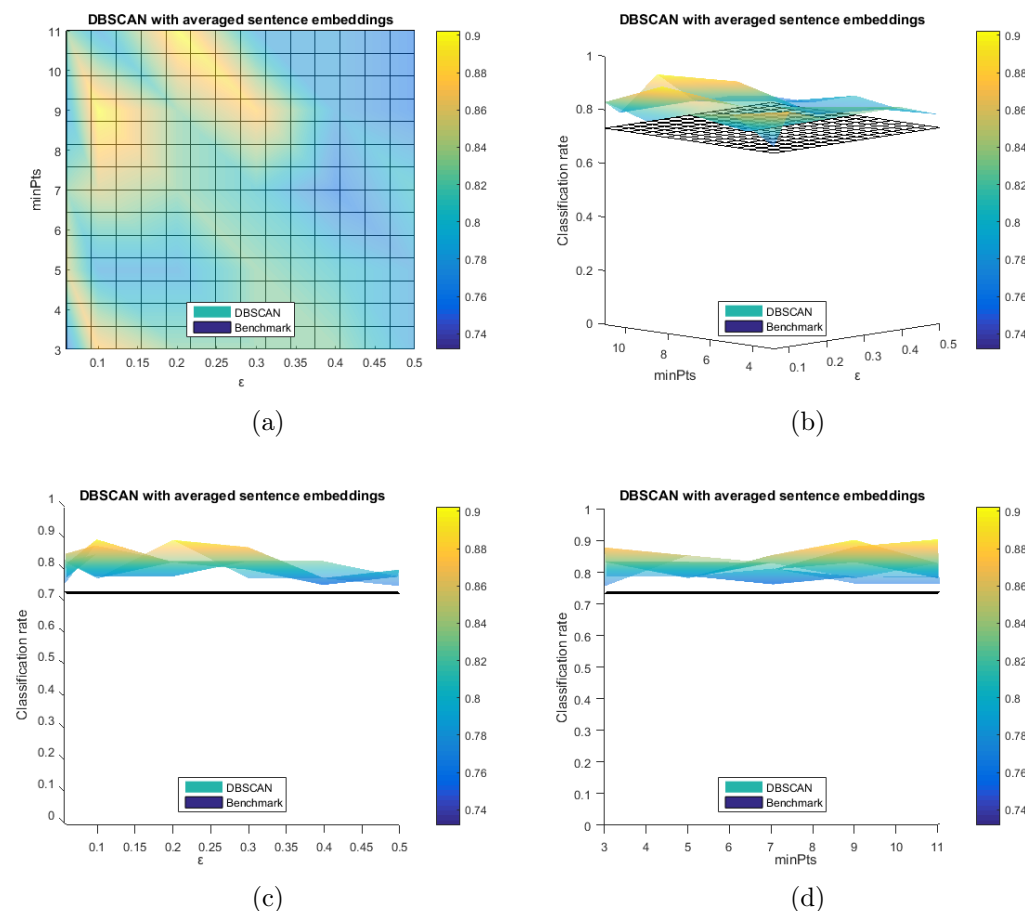 DBSCAN with averaged sentence embeddings
11
10
9
8
7
6
5
4
3
minPts
0.1 0.15 0.2 0.25 0.3 0.35 0.4 0.45 0.5
ε
DBSCAN
Benchmark
0.9
0.88
0.86
0.84
0.82
0.8
0.78
0.76
0.74
(a)
DBSCAN with averaged sentence embeddings
1
0.8
0.6
0.4
0.2
0
Classification rate
10 8 6 4
minPts
0.1 0.2 0.3 0.4 0.5
ε
DBSCAN
Benchmark
0.9
0.88
0.86
0.84
0.82
0.8
0.78
0.76
0.74
(b)
DBSCAN with averaged sentence embeddings
1
0.9
0.8
0.7
0.6
0.5
0.4
0.3
0.2
0.1
0
Classification rate
0.1 0.15 0.2 0.25 0.3 0.35 0.4 0.45 0.5
ε
DBSCAN
Benchmark
0.9
0.88
0.86
0.84
0.82
0.8
0.78
0.76
0.74
(c)
DBSCAN with averaged sentence embeddings
1
0.9
0.8
0.7
0.6
0.5
0.4
0.3
0.2
0.1
0
Classification rate
3 4 5 6 7 8 9 10 11
minPts
DBSCAN
Benchmark
0.9
0.88
0.86
0.84
0.82
0.8
0.78
0.76
0.74
(d)